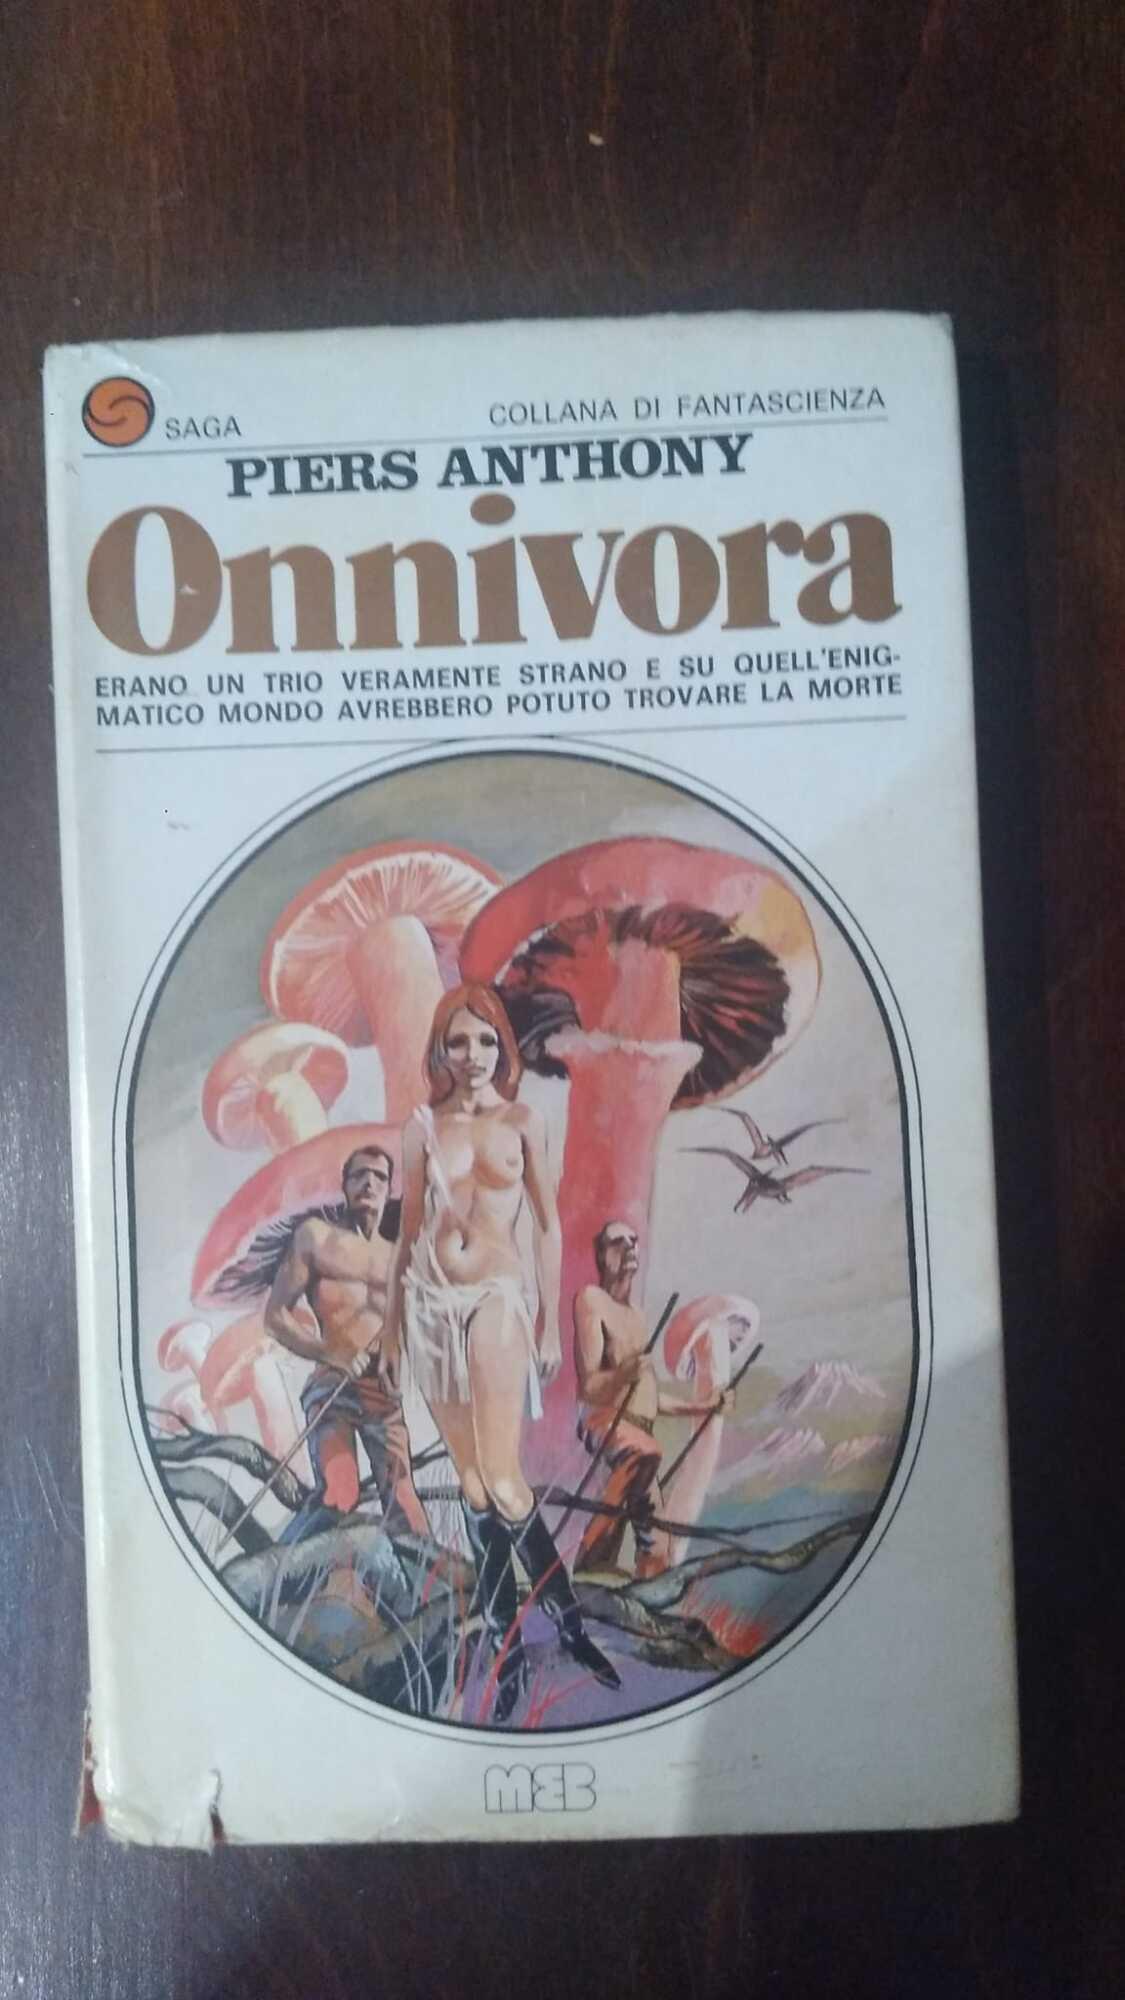 SAGA COLLANA DI FANTASCIENZA
PIERS ANTHONY
Onnivora
ERANO UN TRIO VERAMENTE STRANO E SU QUELL'ENIG-
MATICO MONDO AVREBBERO POTUTO TROVARE LA MORTE
MEB